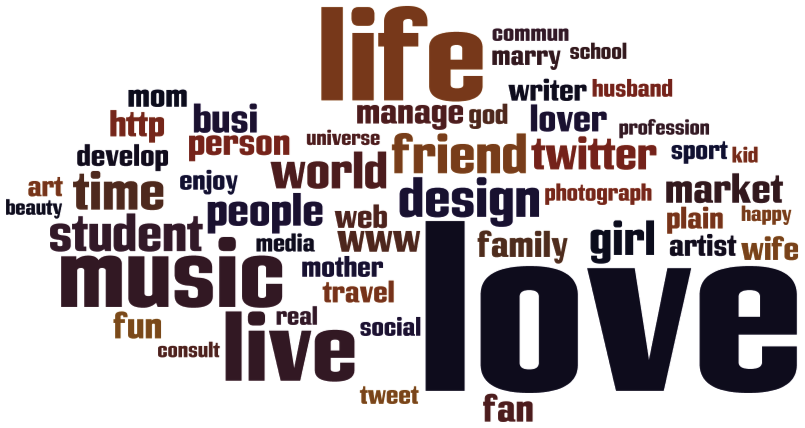 life
commun
marry school
mom
writer husband
http
busi
manage god
lover
profession
develop
person
universe
friend
twitter
sport kid
art
time
enjoy
world
design
photograph
market
beauty
people
web
plain
happy
student
media
www
family
girl
artist wife
music
mother
travel
love
fun
real
consult
live
social
tweet
fan